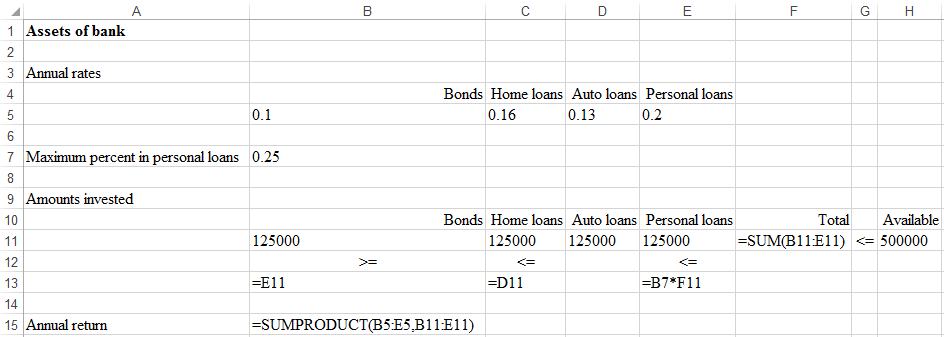 A B C D E F G H
1 Assets of bank
2
3 Annual rates
4 Bonds Home loans Auto loans Personal loans
5 0.1 0.16 0.13 0.2
6
7 Maximum percent in personal loans 0.25
8
9 Amounts invested
10 Bonds Home loans Auto loans Personal loans Total Available
11 125000 125000 125000 125000 =SUM(B11:E11) <= 500000
12 >= <= <=
13 =E11 =D11 =B7*F11
14
15 Annual return =SUMPRODUCT(B5:E5,B11:E11)